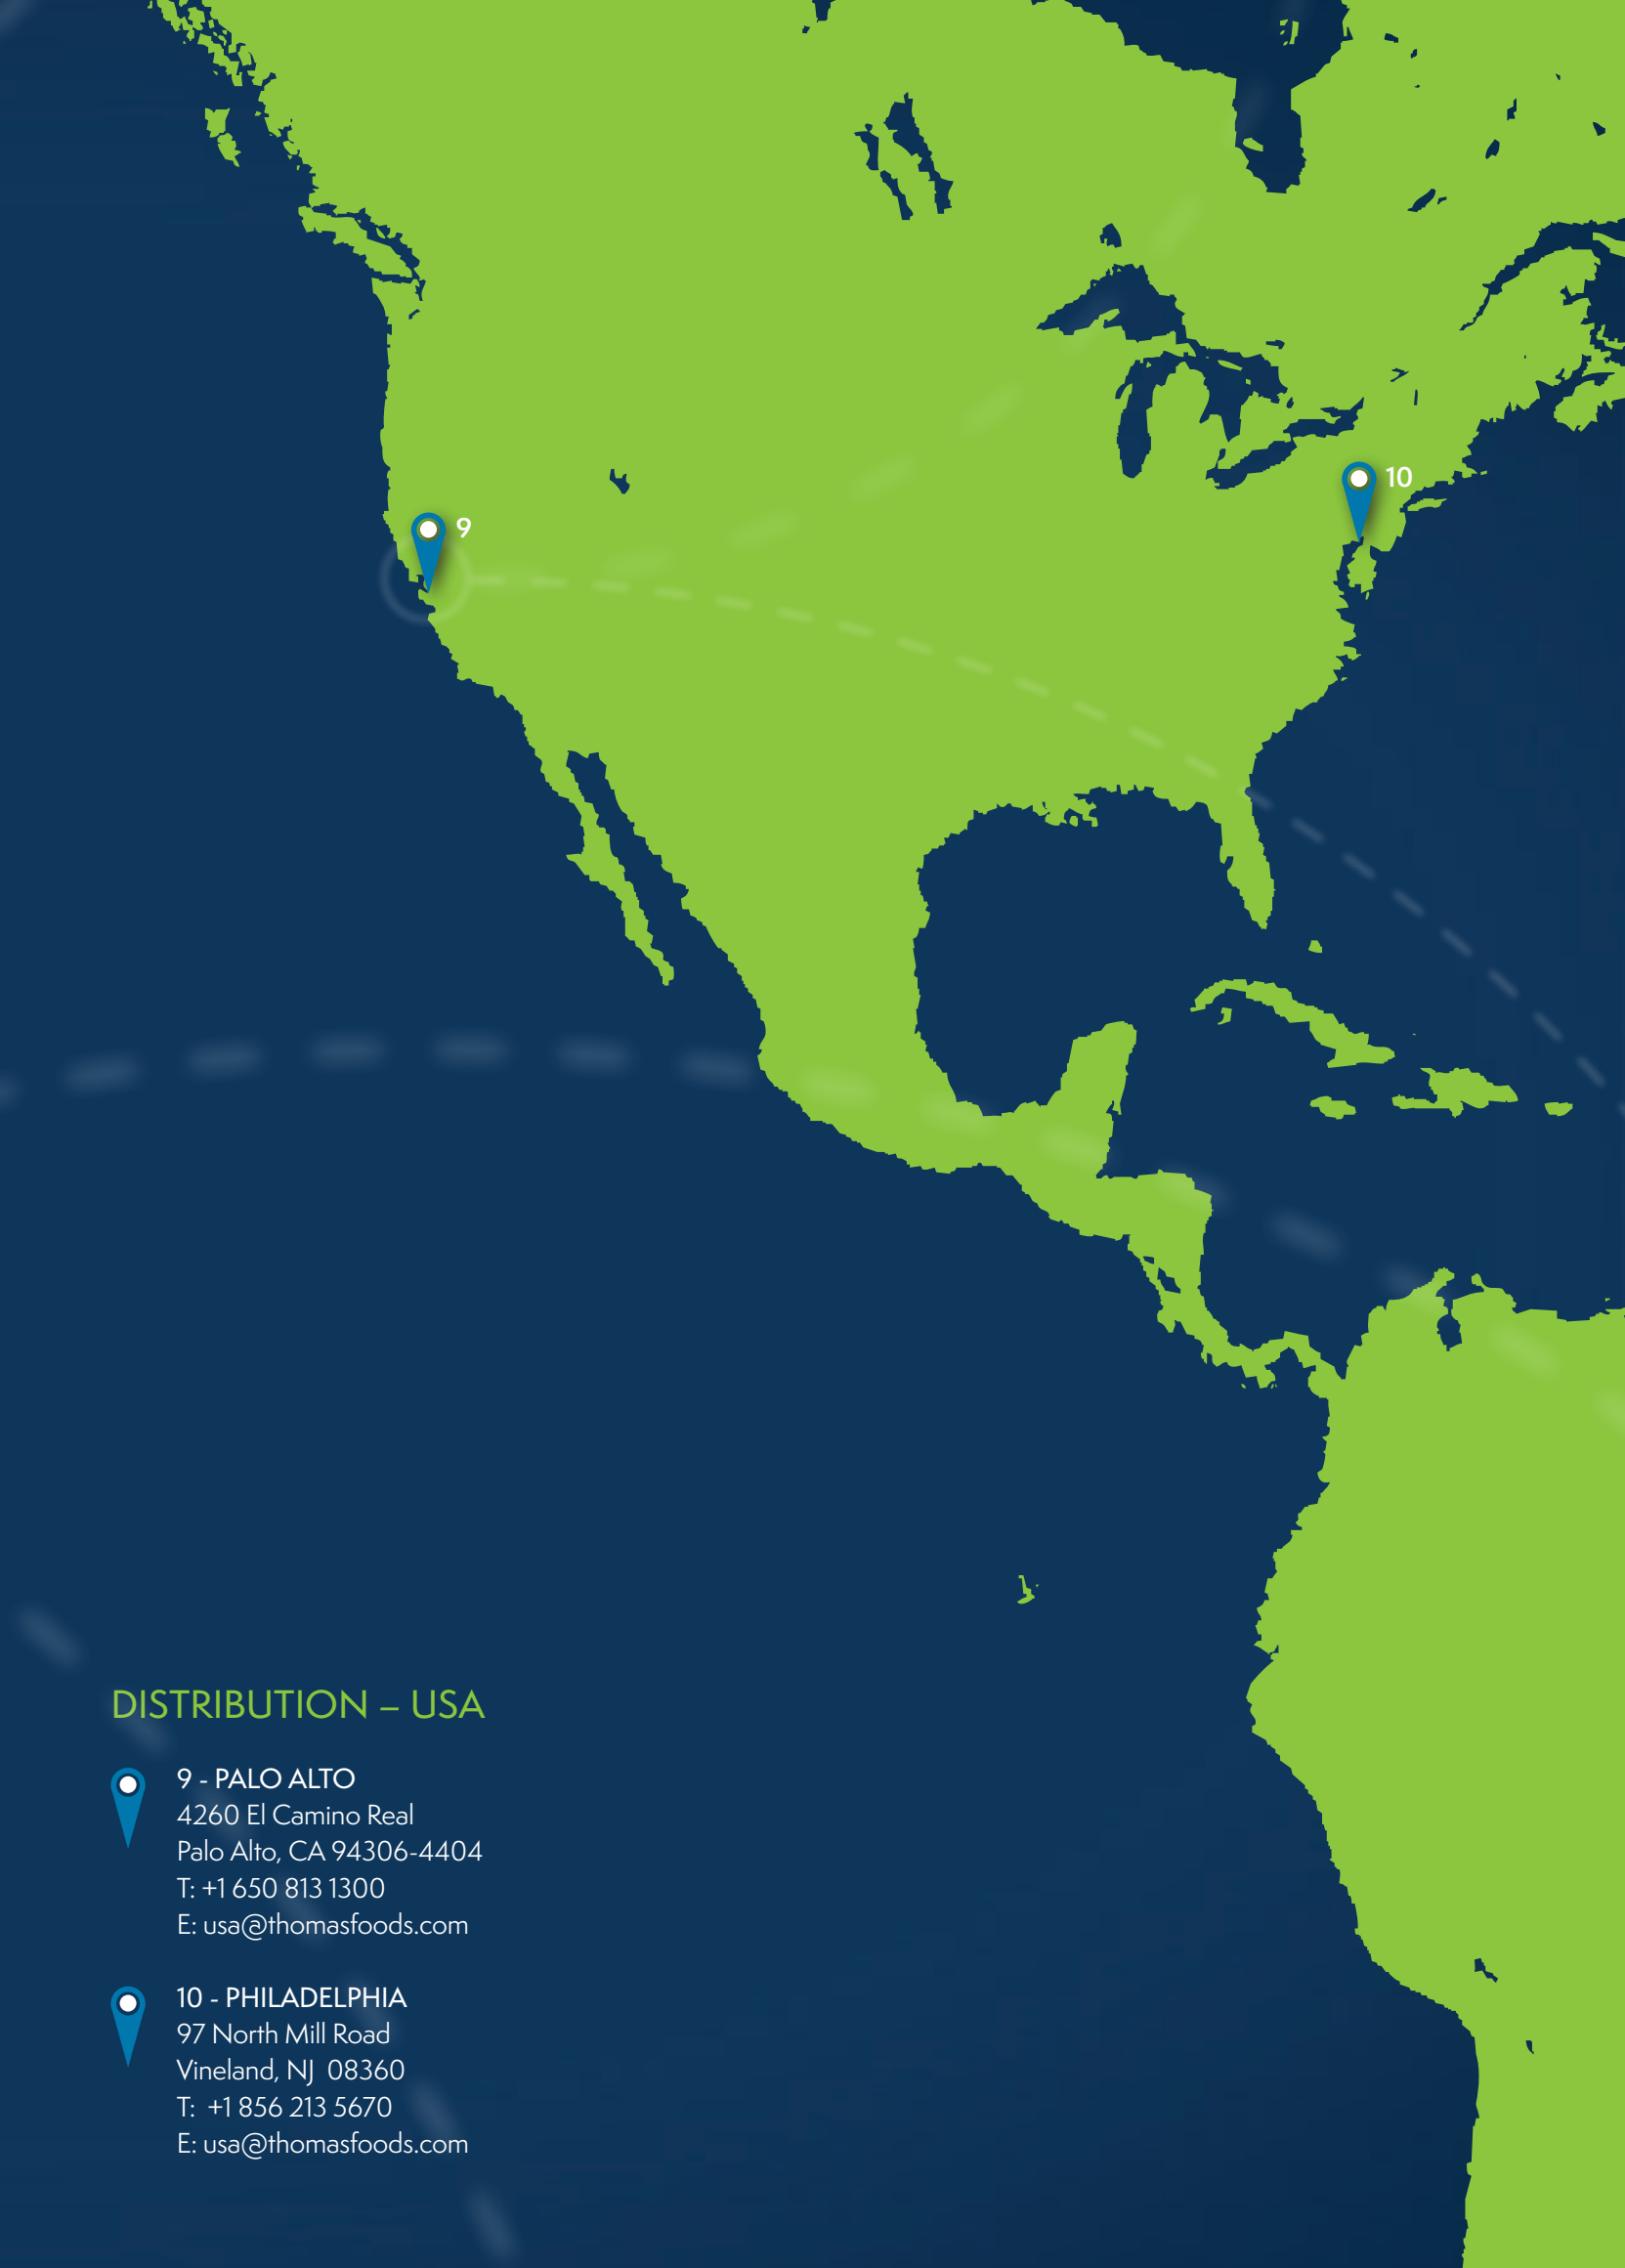 10
9
DISTRIBUTION – USA
9 - PALO ALTO
4260 El Camino Real
Palo Alto, CA 94306-4404
T: +1 650 813 1300
E: usa@thomasfoods.com
10 - PHILADELPHIA
97 North Mill Road
Vineland, NJ  08360
T:  +1 856 213 5670
E: usa@thomasfoods.com